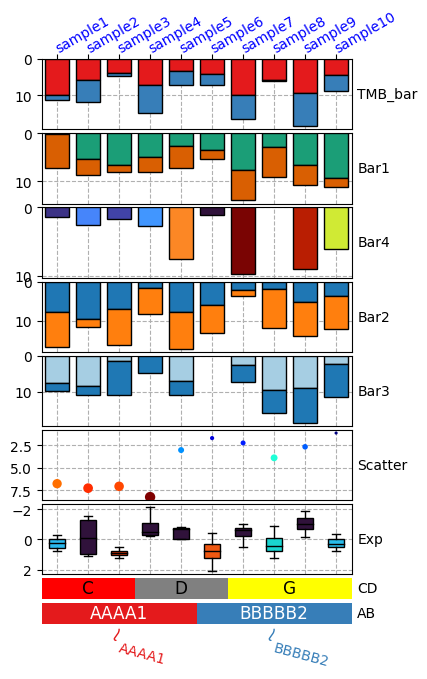 sample1 sample2 sample3 sample4 sample5 sample6 sample7 sample8 sample9 sample10
0
10
TMB_bar
0
10
Bar1
0
10
Bar4
0
10
Bar2
0
10
Bar3
2.5
5.0
7.5
Scatter
−2
0
2
Exp
C D G CD
AAAA1 BBBBB2 AB
AAAA1 BBBBB2